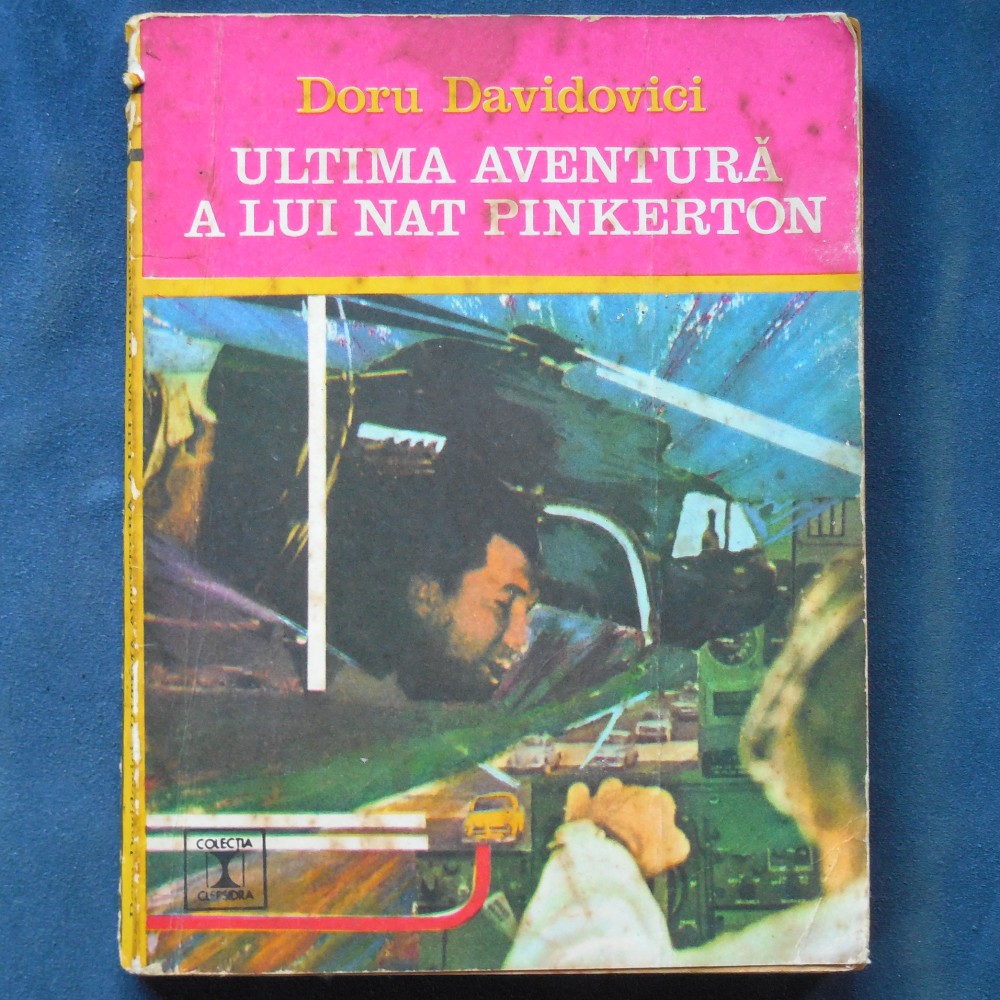 Doru Davidovici
ULTIMA AVENTURĂ
A LUI NAT PINKERTON
COLECȚIA
CLEPSIDRA